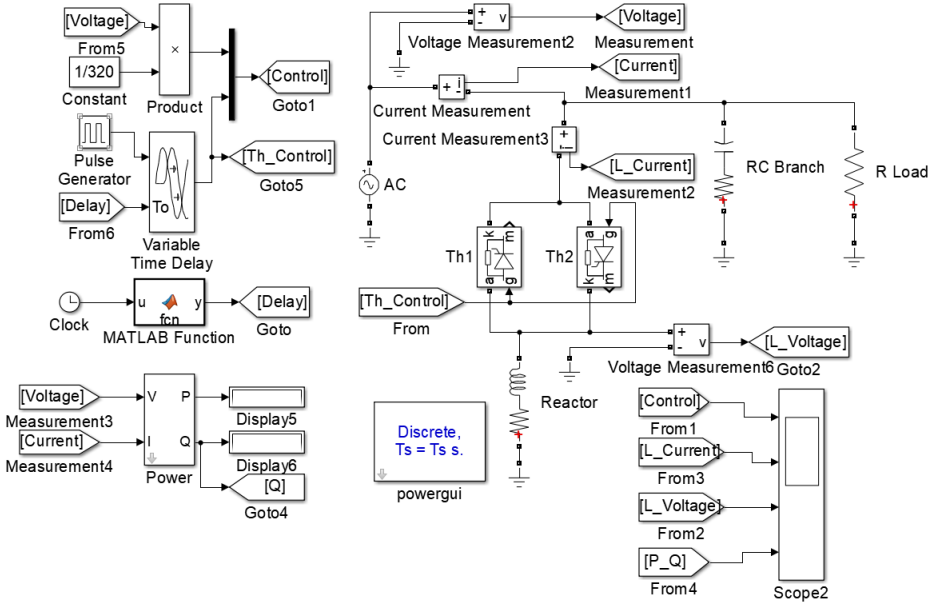 [Voltage]
From5
1/320
Constant
×
Product
[Control]
Goto1
Pulse
Generator
[Delay]
From6
To
Variable
Time Delay
[Th_Control]
Goto5
Clock
u
fcn
y
MATLAB Function
[Delay]
Goto
[Voltage]
Measurement3
[Current]
Measurement4
V
I
P
Q
Power
Display5
Display6
[Q]
Goto4
+
-
v
Voltage Measurement2
[Voltage]
Measurement
+
i
-
Current Measurement
[Current]
Measurement1
Current Measurement3
+
i
-
[L_Current]
Measurement2
AC
RC Branch
R Load
Th1
k
m
a
g
Th2
a
g
k
m
[Th_Control]
From
+
-
v
Voltage Measurement6
[L_Voltage]
Goto2
Reactor
Discrete,
Ts = Ts s.
powergui
[Control]
From1
[L_Current]
From3
[L_Voltage]
From2
[P_Q]
From4
Scope2